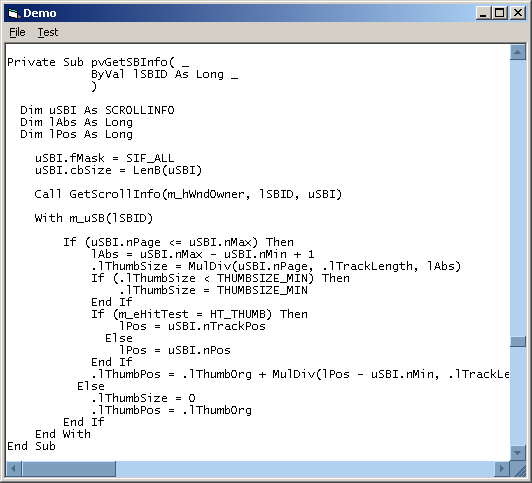 Demo
File Test
Private Sub pvGetSBInfo( _
            ByVal lSBID As Long _
            )
  Dim uSBI As SCROLLINFO
  Dim lAbs As Long
  Dim lPos As Long
    uSBI.fMask = SIF_ALL
    uSBI.cbSize = LenB(uSBI)
    Call GetScrollInfo(m_hWndOwner, lSBID, uSBI)
    With m_uSB(lSBID)
        If (uSBI.nPage <= uSBI.nMax) Then
            lAbs = uSBI.nMax - uSBI.nMin + 1
            .lThumbSize = MulDiv(uSBI.nPage, .lTrackLength, lAbs)
            If (.lThumbSize < THUMBSIZE_MIN) Then
                .lThumbSize = THUMBSIZE_MIN
            End If
            If (m_eHitTest = HT_THUMB) Then
                lPos = uSBI.nTrackPos
              Else
                lPos = uSBI.nPos
            End If
            .lThumbPos = .lThumbOrg + MulDiv(lPos - uSBI.nMin, .lTrackLe
          Else
            .lThumbSize = 0
            .lThumbPos = .lThumbOrg
        End If
    End With
End Sub